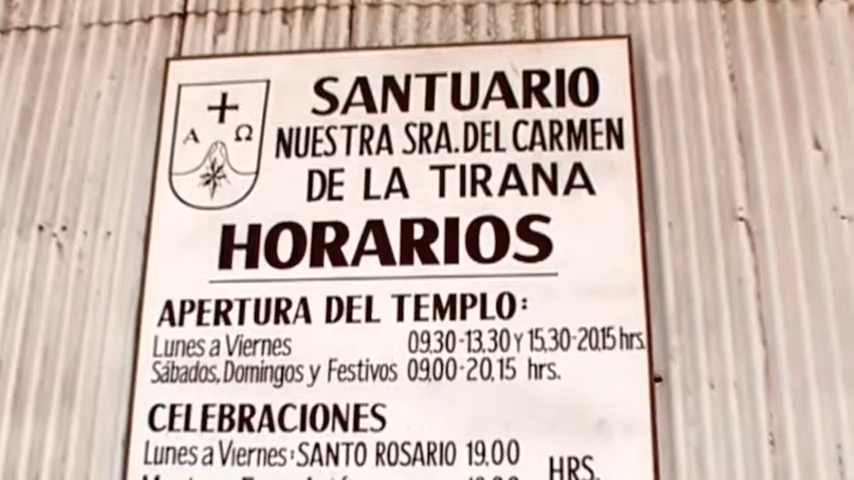 SANTUARIO
NUESTRA SRA. DEL CARMEN
DE LA TIRANA
Α Ω
HORARIOS
APERTURA DEL TEMPLO:
Lunes a Viernes 09.30-13.30 Y 15,30-20,15 hrs.
Sábados, Domingos y Festivos 09,00-20,15 hrs.
CELEBRACIONES
Lunes a Viernes: SANTO ROSARIO 19.00
HRS.